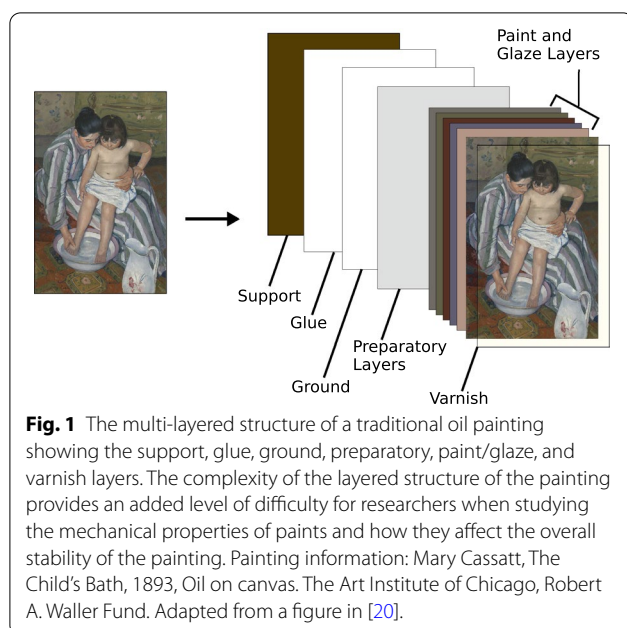 Paint and
Glaze Layers
Support
Glue
Ground
Preparatory
Layers
Varnish
Fig. 1 The multi-layered structure of a traditional oil painting
showing the support, glue, ground, preparatory, paint/glaze, and
varnish layers. The complexity of the layered structure of the painting
provides an added level of difficulty for researchers when studying
the mechanical properties of paints and how they affect the overall
stability of the painting. Painting information: Mary Cassatt, The
Child’s Bath, 1893, Oil on canvas. The Art Institute of Chicago, Robert
A. Waller Fund. Adapted from a figure in [20].